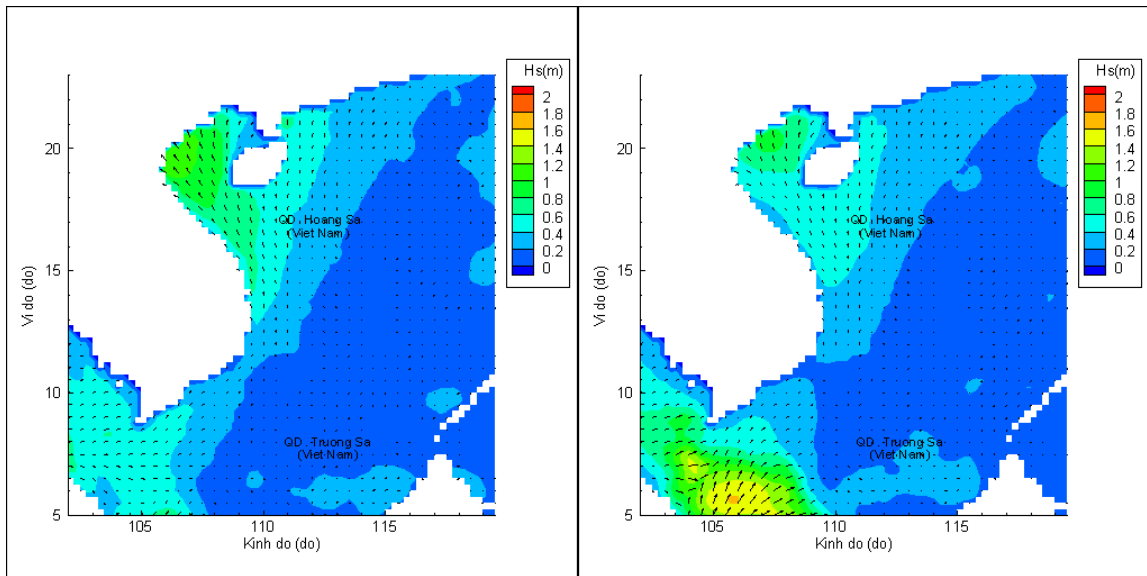 Hs(m)
2
1.8
1.6
1.4
1.2
1
0.8
0.6
0.4
0.2
0
20
15
10
5
Vi do (do)
QD. Hoang Sa
(Viet Nam)
QD. Truong Sa
(Viet Nam)
105
110
115
Kinh do (do)
Hs(m)
2
1.8
1.6
1.4
1.2
1
0.8
0.6
0.4
0.2
0
20
15
10
5
Vi do (do)
QD. Hoang Sa
(Viet Nam)
QD. Truong Sa
(Viet Nam)
105
110
115
Kinh do (do)